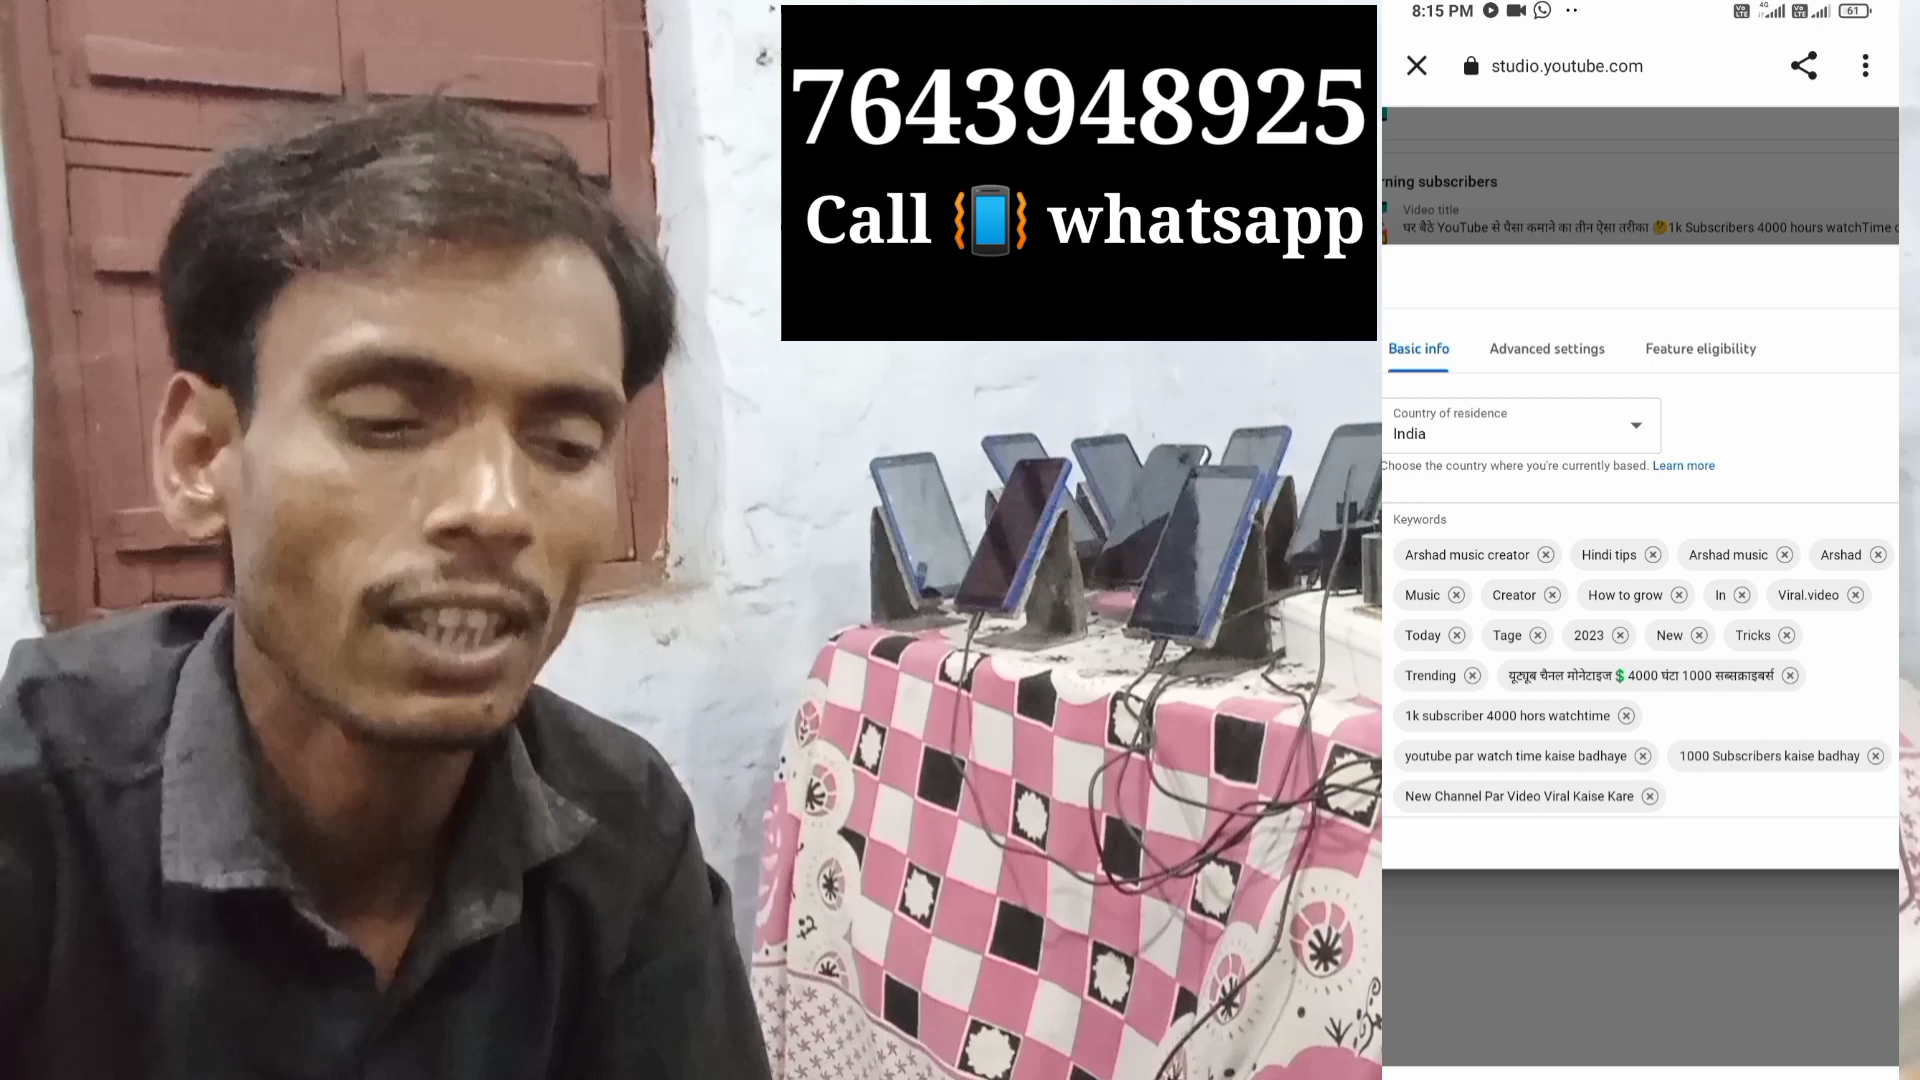 7643948925
Call 📳 whatsapp
8:15 PM
4G
61
studio.youtube.com
rning subscribers
Video title
घर बैठे YouTube से पैसा कमाने का तीन ऐसा तरीका 🤔1k Subscribers 4000 hours watchTime
Basic info Advanced settings Feature eligibility
Country of residence
India
Choose the country where you're currently based. Learn more
Keywords
Arshad music creator Hindi tips Arshad music Arshad
Music Creator How to grow In Viral.video
Today Tage 2023 New Tricks
Trending यूट्यूब चैनल मोनेटाइज💲4000 घंटा 1000 सब्सक्राइबर्स
1k subscriber 4000 hors watchtime
youtube par watch time kaise badhaye 1000 Subscribers kaise badhay
New Channel Par Video Viral Kaise Kare